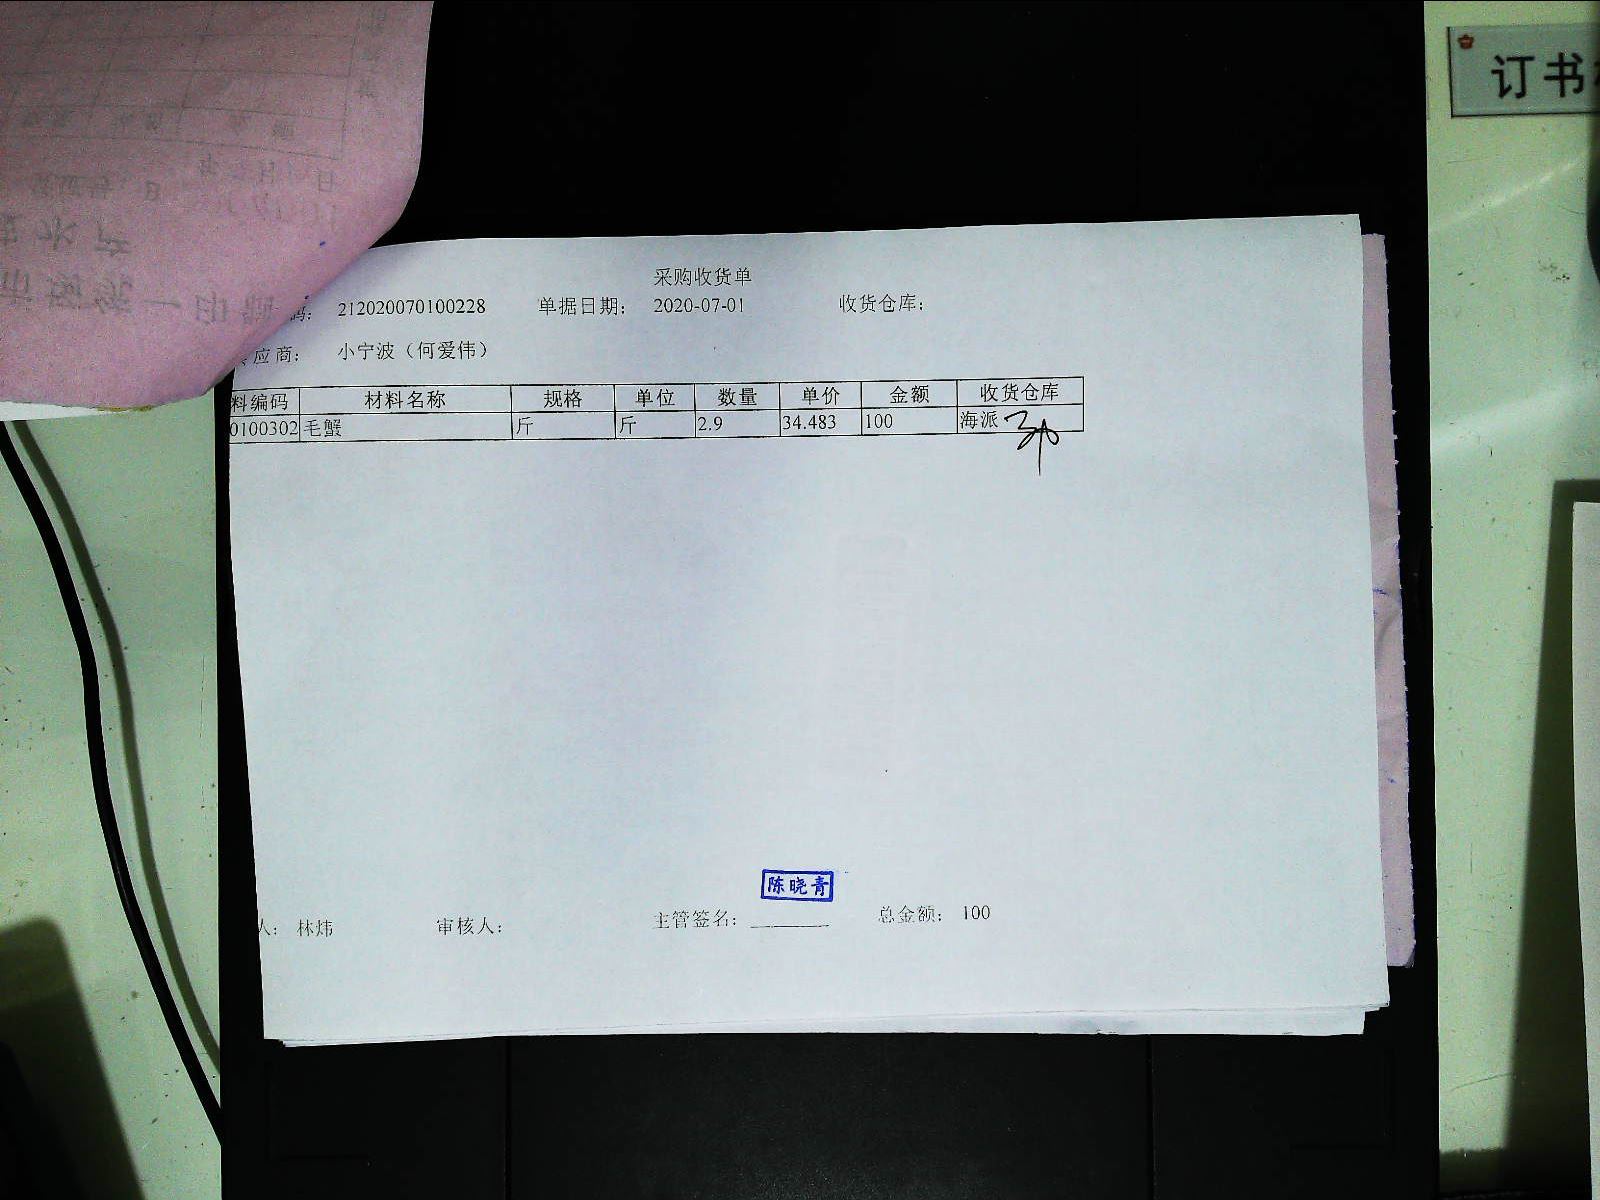 订书
采购收货单
码： 212020070100228 单据日期： 2020-07-01 收货仓库：
应商： 小宁波（何爱伟）
料编码 材料名称 规格 单位 数量 单价 金额 收货仓库
0100302 毛蟹 斤 斤 2.9 34.483 100 海派
陈晓青
人： 林炜 审核人： 主管签名： 总金额： 100